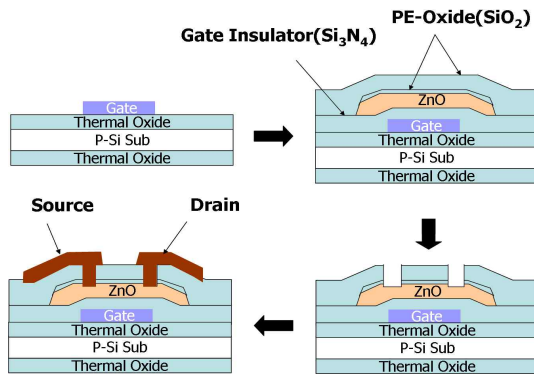 PE-Oxide(SiO2)
Gate Insulator(Si3N4)
Gate
Thermal Oxide
P-Si Sub
Thermal Oxide
ZnO
Gate
Thermal Oxide
P-Si Sub
Thermal Oxide
Source
Drain
ZnO
Gate
Thermal Oxide
P-Si Sub
Thermal Oxide
ZnO
Gate
Thermal Oxide
P-Si Sub
Thermal Oxide